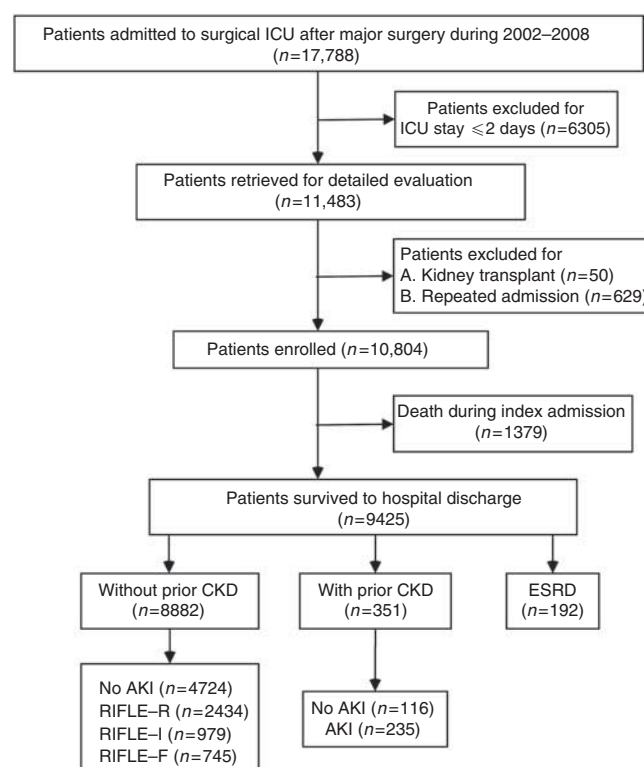 Patients admitted to surgical ICU after major surgery during 2002–2008
(n=17,788)
Patients excluded for
ICU stay ⩽2 days (n=6305)
Patients retrieved for detailed evaluation
(n=11,483)
Patients excluded for
A. Kidney transplant (n=50)
B. Repeated admission (n=629)
Patients enrolled (n=10,804)
Death during index admission
(n=1379)
Patients survived to hospital discharge
(n=9425)
Without prior CKD
(n=8882)
With prior CKD
(n=351)
ESRD
(n=192)
No AKI (n=4724)
RIFLE–R (n=2434)
RIFLE–I (n=979)
RIFLE–F (n=745)
No AKI (n=116)
AKI (n=235)